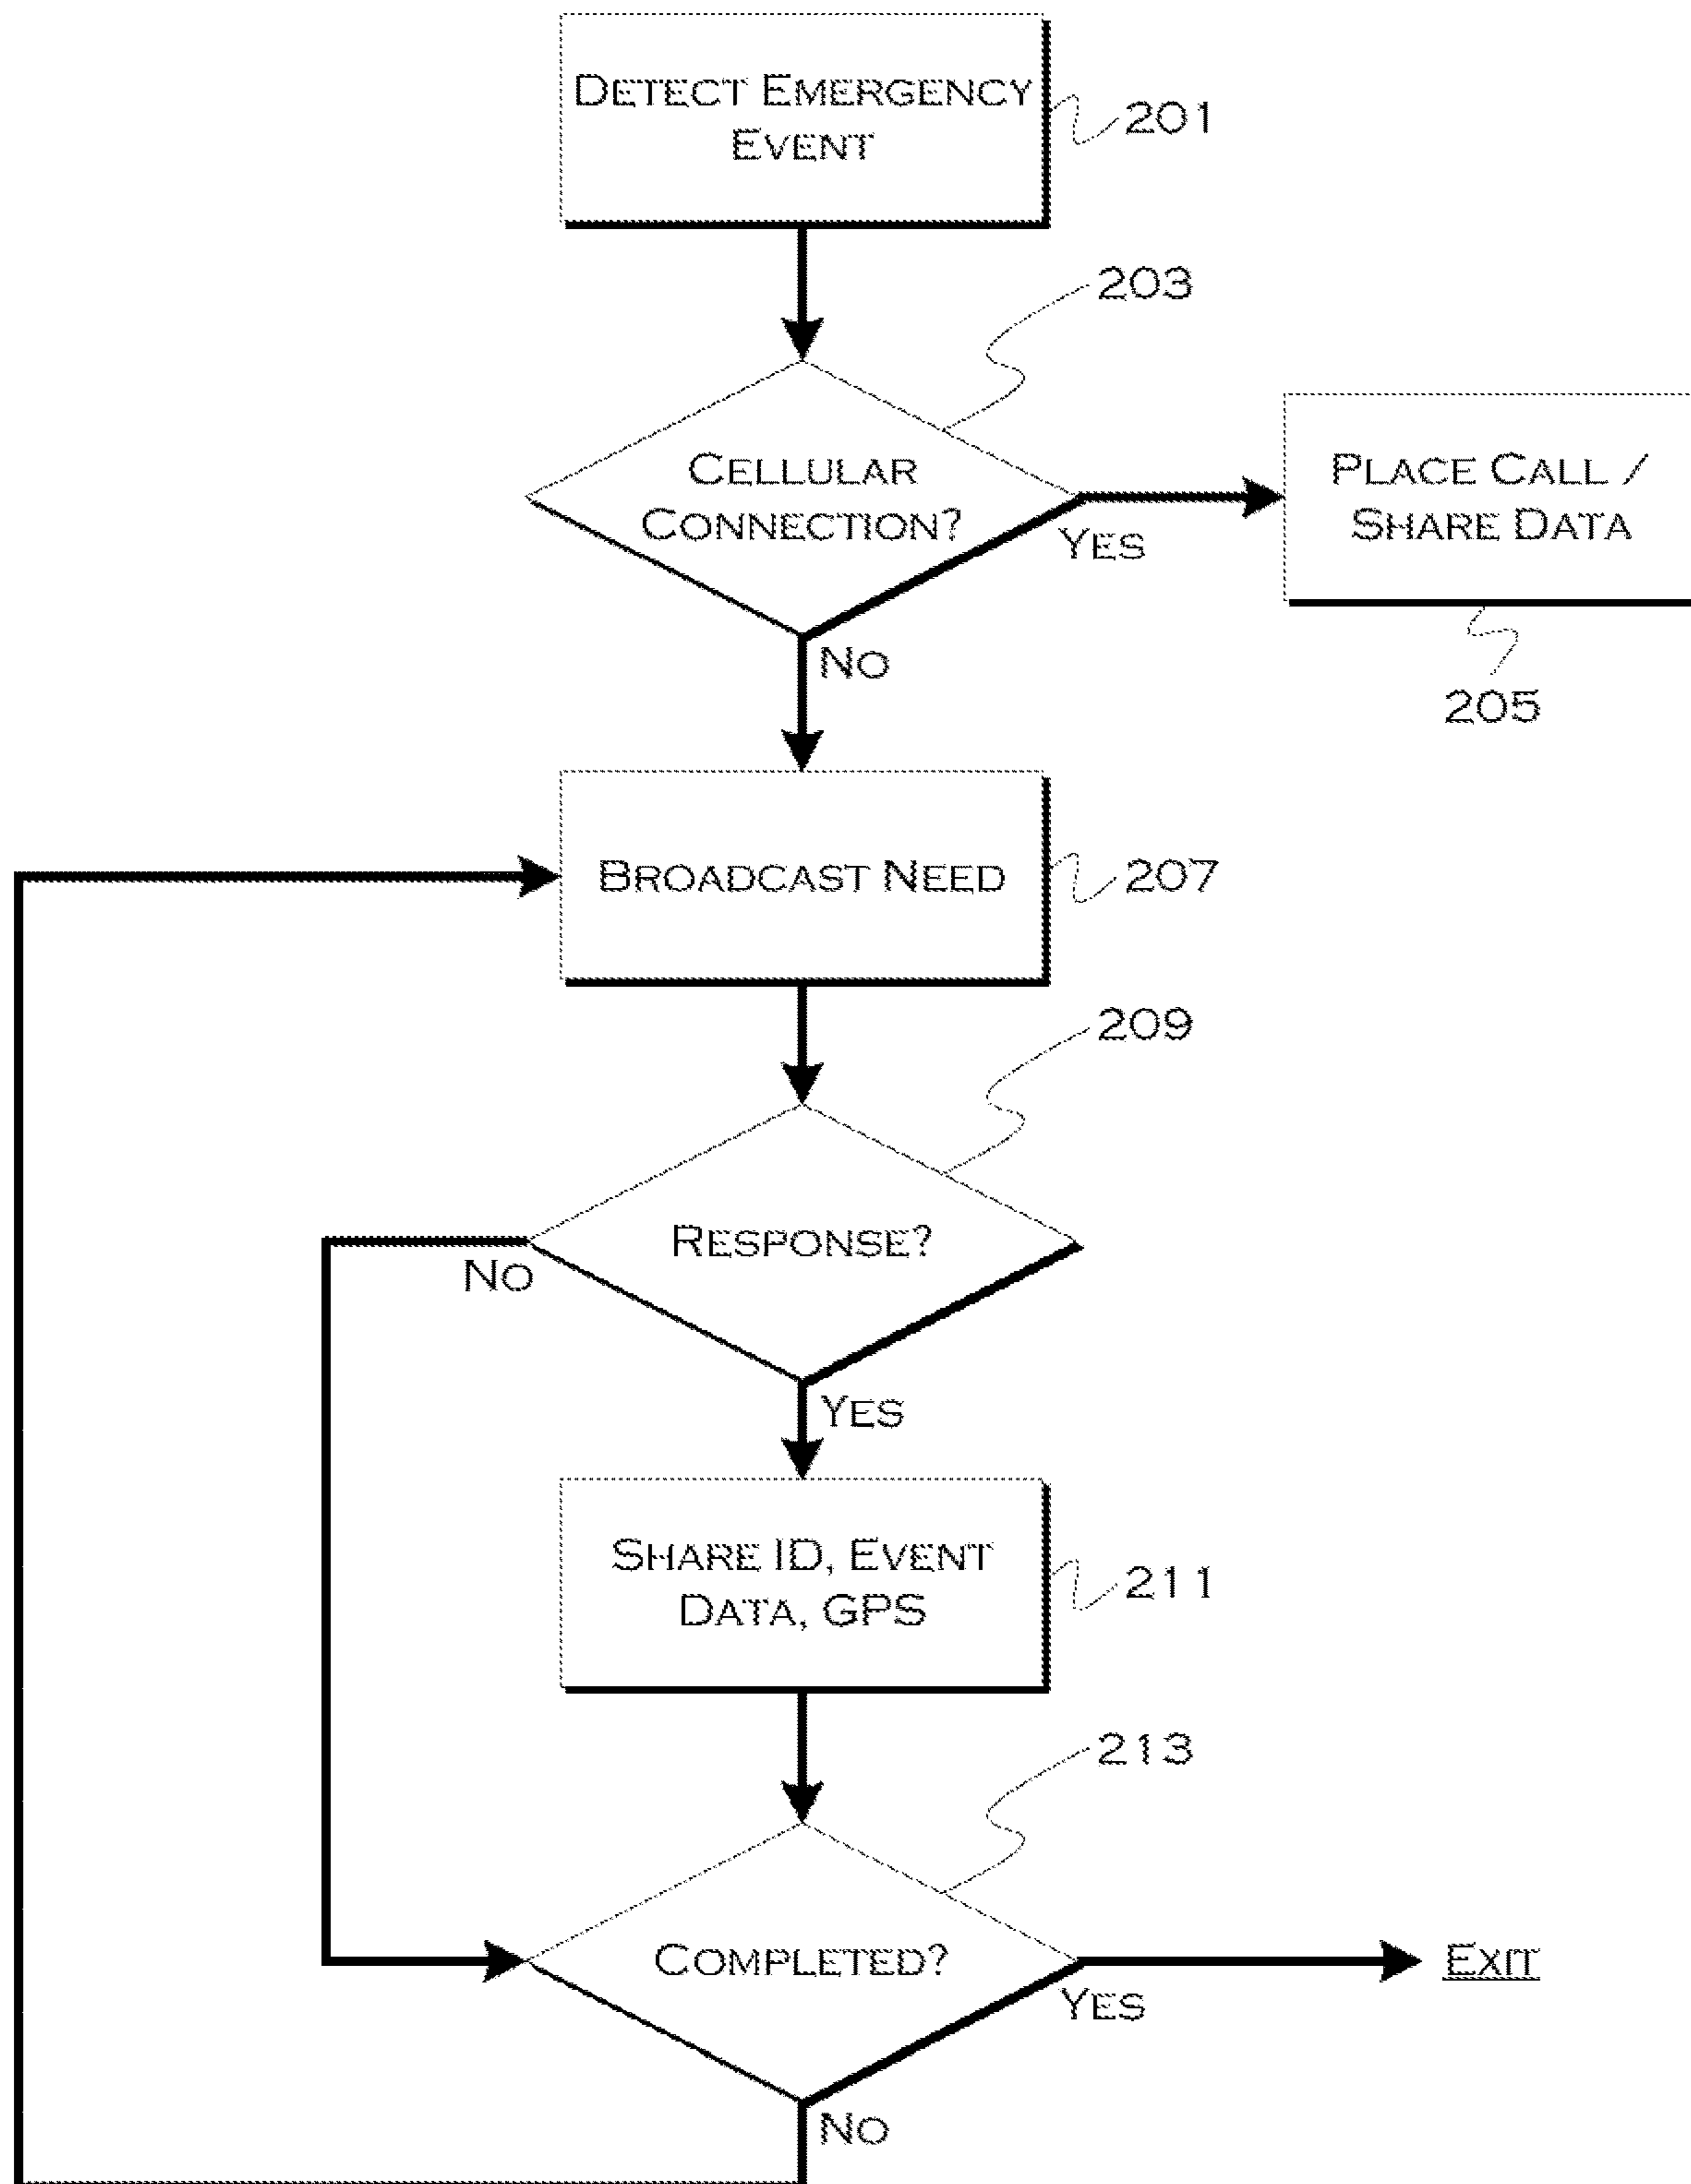 DETECT EMERGENCY
EVENT
201
203
CELLULAR
CONNECTION?
YES
PLACE CALL /
SHARE DATA
205
NO
BROADCAST NEED
207
209
RESPONSE?
NO
YES
SHARE ID, EVENT
DATA, GPS
211
213
COMPLETED?
YES
EXIT
NO